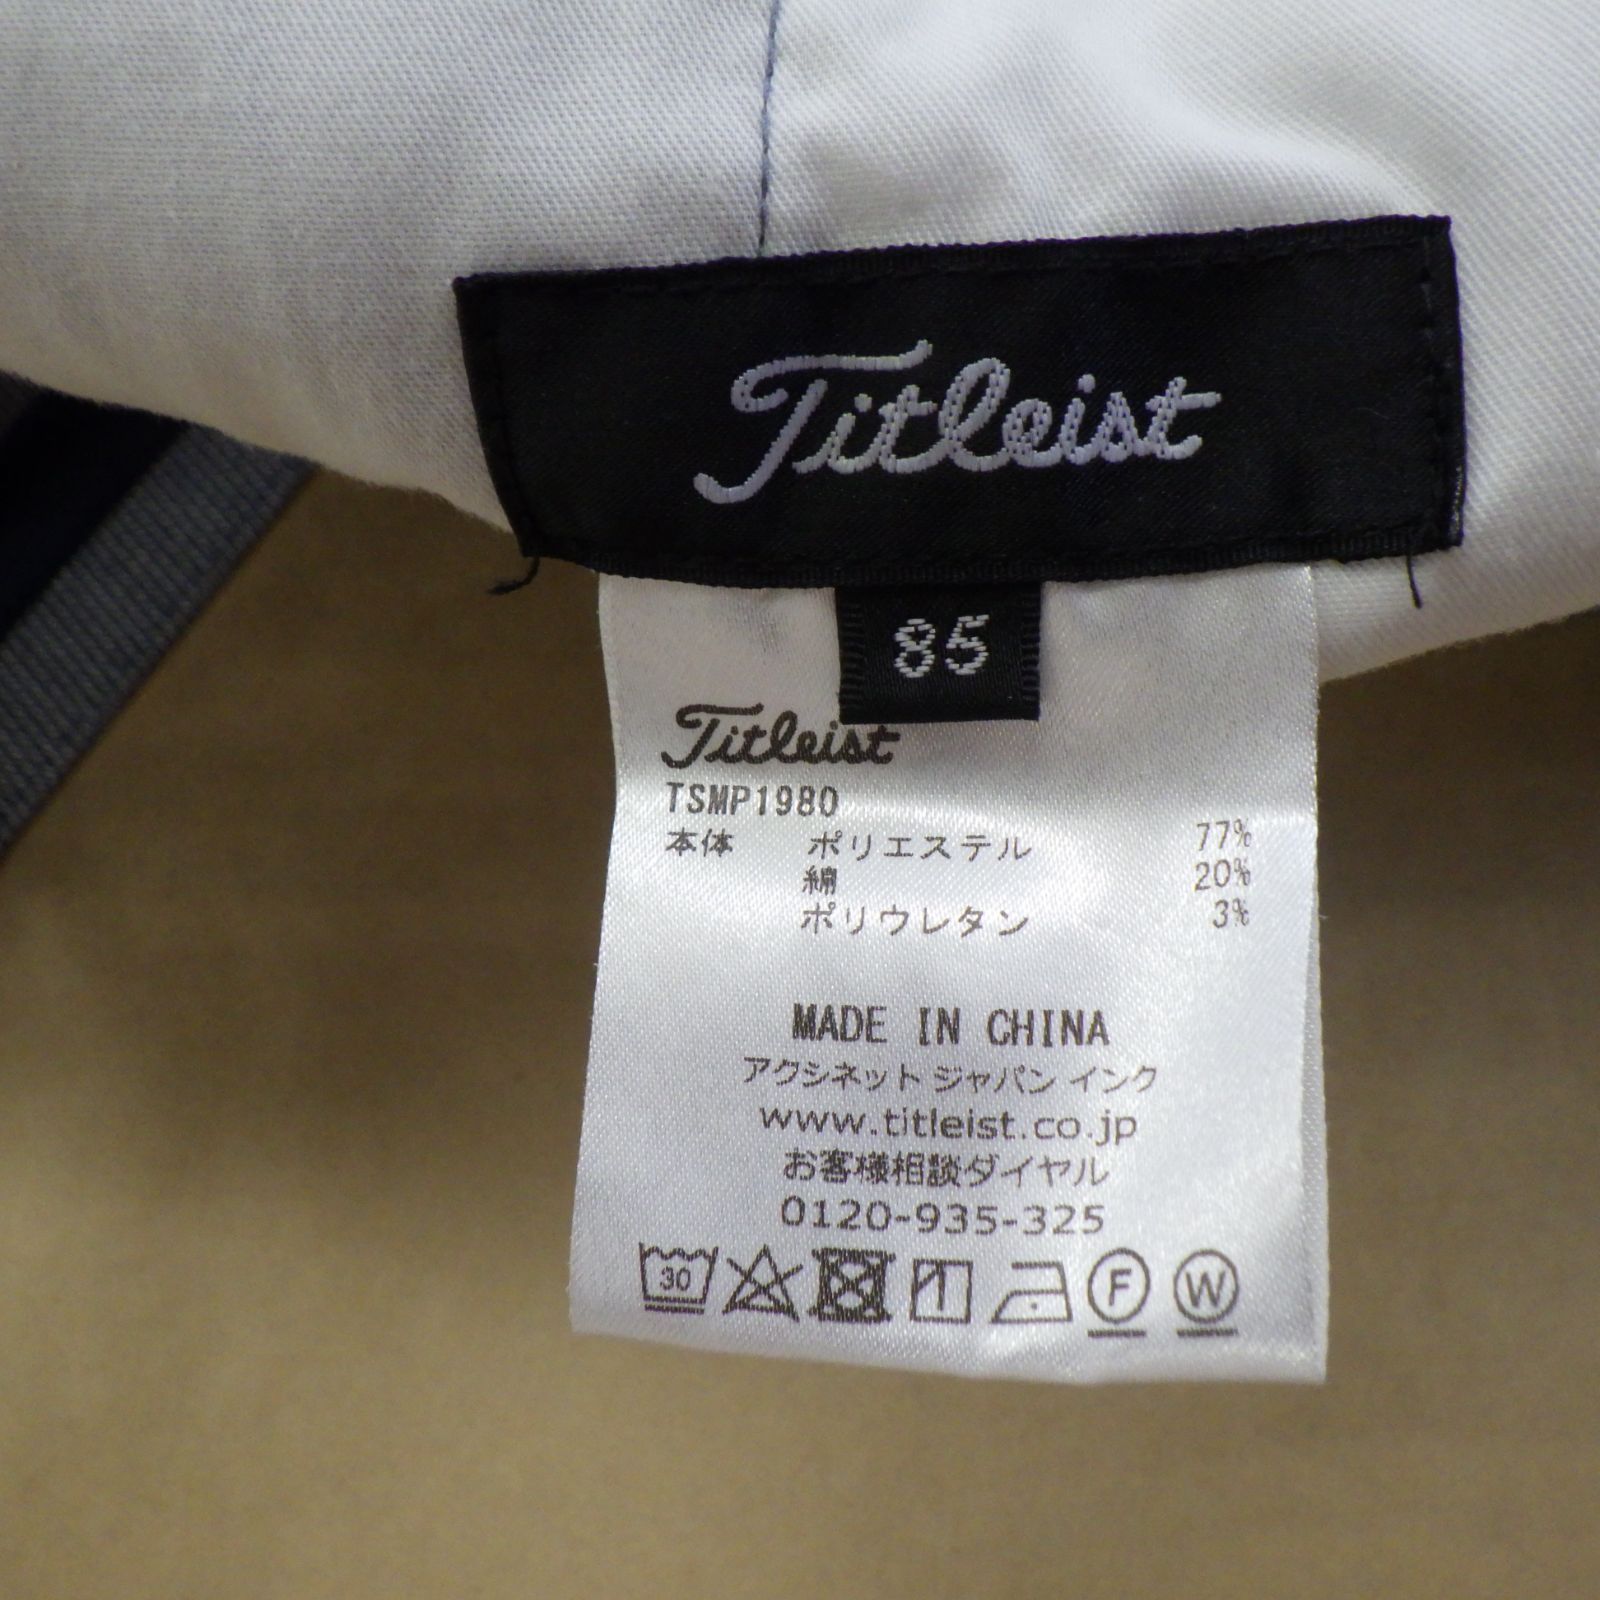 Titleist
85
Titleist
TSMP1980
本体 ポリエステル 77%
綿 20%
ポリウレタン 3%
MADE IN CHINA
アクシネット ジャパン インク
www.titleist.co.jp
お客様相談ダイヤル
0120-935-325
30 F W